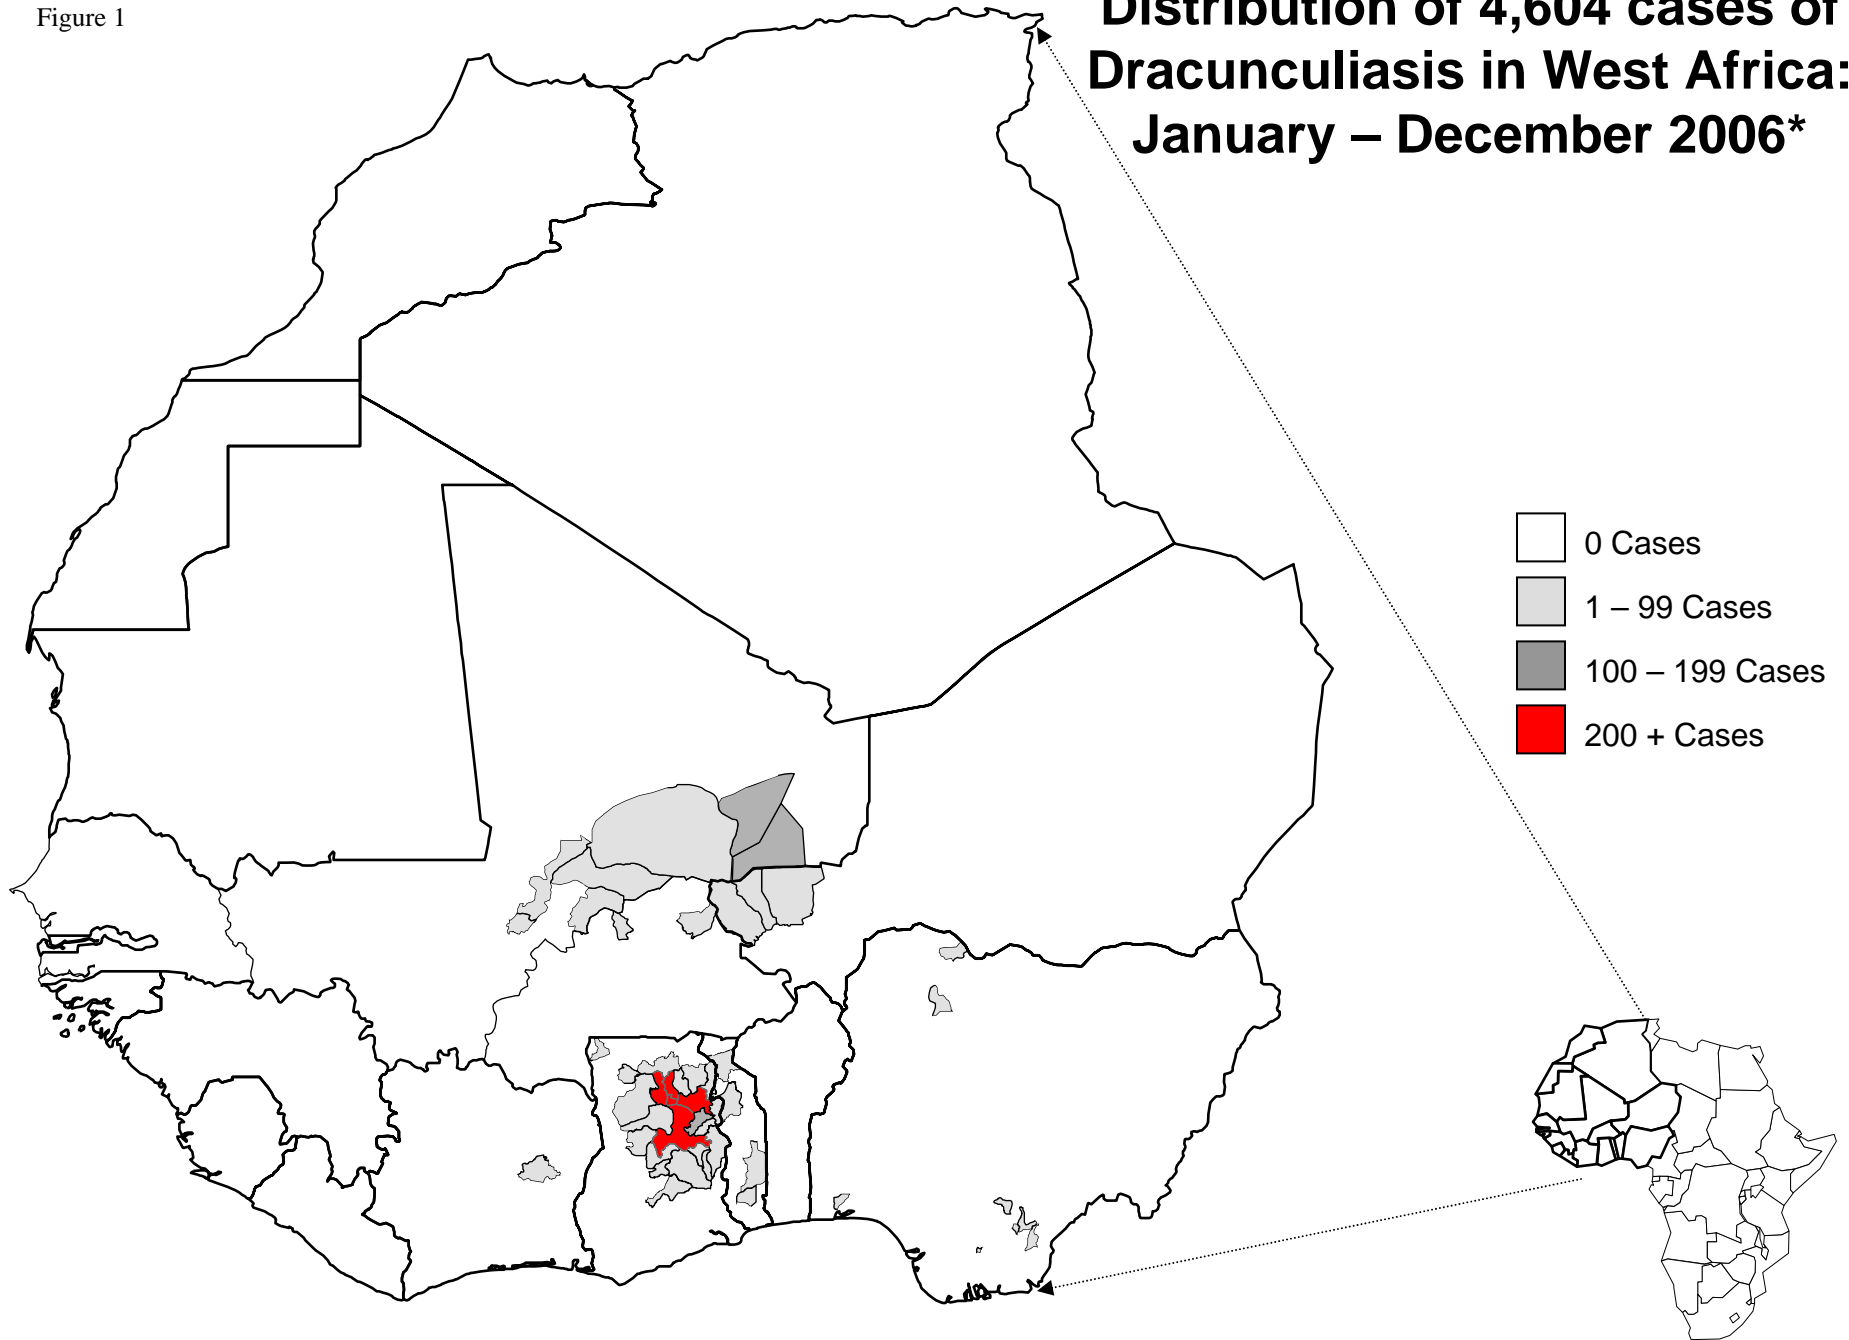 Figure 1
Distribution of 4,604 cases of
Dracunculiasis in West Africa:
January – December 2006*
0 Cases
1 – 99 Cases
100 – 199 Cases
200 + Cases